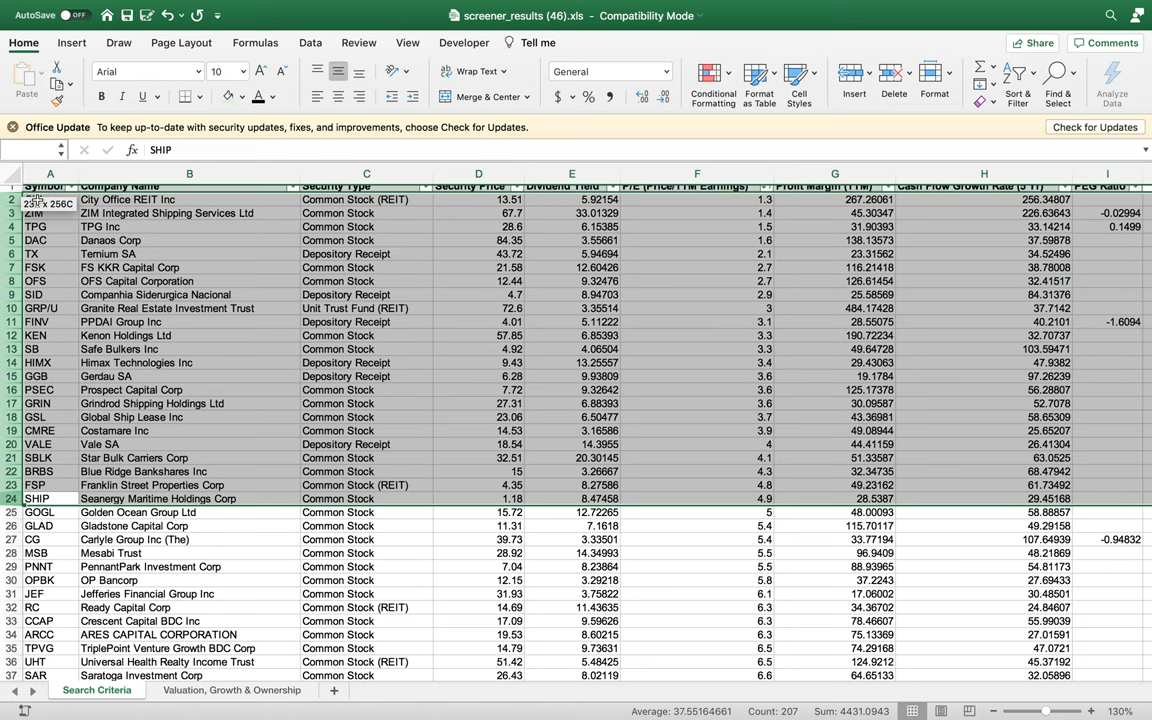 AutoSave OFF screener_results (46).xls - Compatibility Mode
Home Insert Draw Page Layout Formulas Data Review View Developer Tell me Share Comments
Paste Arial 10 Wrap Text General Conditional Formatting Format as Table Cell Styles Insert Delete Format Sort & Filter Find & Select Analyze Data
B I U A Merge & Center $ %
Office Update To keep up-to-date with security updates, fixes, and improvements, choose Check for Updates. Check for Updates
fx SHIP
A B C D E F G H I
1 Symbol Company Name Security Type Security Price Dividend Yield P/E (Price/TTM Earnings) Profit Margin (TTM) Cash Flow Growth Rate (5 Yr) PEG Ratio
2 City Office REIT Inc Common Stock (REIT) 13.51 5.92154 1.3 267.26061 256.34807
3 ZIM ZIM Integrated Shipping Services Ltd Common Stock 67.7 33.01329 1.4 45.30347 226.63643 -0.02994
4 TPG TPG Inc Common Stock 28.6 6.15385 1.5 31.90393 33.14214 0.1499
5 DAC Danaos Corp Common Stock 84.35 3.55661 1.6 138.13573 37.59878
6 TX Ternium SA Depository Receipt 43.72 5.94694 2.1 23.31562 34.52496
7 FSK FS KKR Capital Corp Common Stock 21.58 12.60426 2.7 116.21418 38.78008
8 OFS OFS Capital Corporation Common Stock 12.44 9.32476 2.7 126.61454 32.41517
9 SID Companhia Siderurgica Nacional Depository Receipt 4.7 8.94703 2.9 25.58569 84.31376
10 GRP/U Granite Real Estate Investment Trust Unit Trust Fund (REIT) 72.6 3.35514 3 484.17428 37.7142
11 FINV PPDAI Group Inc Depository Receipt 4.01 5.11222 3.1 28.55075 40.2101 -1.6094
12 KEN Kenon Holdings Ltd Common Stock 57.85 6.85393 3.3 190.72234 32.70737
13 SB Safe Bulkers Inc Common Stock 4.92 4.06504 3.3 49.64728 103.59471
14 HIMX Himax Technologies Inc Depository Receipt 9.43 13.25557 3.4 29.43063 47.9382
15 GGB Gerdau SA Depository Receipt 6.28 9.93809 3.6 19.1784 97.26239
16 PSEC Prospect Capital Corp Common Stock 7.72 9.32642 3.6 125.17378 56.28807
17 GRIN Grindrod Shipping Holdings Ltd Common Stock 27.31 6.88393 3.6 30.09587 52.7078
18 GSL Global Ship Lease Inc Common Stock 23.06 6.50477 3.7 43.36981 58.65309
19 CMRE Costamare Inc Common Stock 14.53 3.16586 3.9 49.08944 25.65207
20 VALE Vale SA Depository Receipt 18.54 14.3955 4 44.41159 26.41304
21 SBLK Star Bulk Carriers Corp Common Stock 32.51 20.30145 4.1 51.33587 63.0525
22 BRBS Blue Ridge Bankshares Inc Common Stock 15 3.26667 4.3 32.34735 68.47942
23 FSP Franklin Street Properties Corp Common Stock (REIT) 4.35 8.27586 4.8 49.23162 61.73492
24 SHIP Seanergy Maritime Holdings Corp Common Stock 1.18 8.47458 4.9 28.5387 29.45168
25 GOGL Golden Ocean Group Ltd Common Stock 15.72 12.72265 5 48.00093 58.88857
26 GLAD Gladstone Capital Corp Common Stock 11.31 7.1618 5.4 115.70117 49.29158
27 CG Carlyle Group Inc (The) Common Stock 39.73 3.33501 5.4 33.77194 107.64939 -0.94832
28 MSB Mesabi Trust Common Stock 28.92 14.34993 5.5 96.9409 48.21869
29 PNNT PennantPark Investment Corp Common Stock 7.04 8.23864 5.5 88.93965 54.81173
30 OPBK OP Bancorp Common Stock 12.15 3.29218 5.8 37.2243 27.69433
31 JEF Jefferies Financial Group Inc Common Stock 31.93 3.75822 6.1 17.06002 30.48501
32 RC Ready Capital Corp Common Stock (REIT) 14.69 11.43635 6.3 34.36702 24.84607
33 CCAP Crescent Capital BDC Inc Common Stock 17.09 9.59626 6.3 78.46607 55.99039
34 ARCC ARES CAPITAL CORPORATION Common Stock 19.53 8.60215 6.3 75.13369 27.01591
35 TPVG TriplePoint Venture Growth BDC Corp Common Stock 14.79 9.73631 6.5 74.29168 47.0721
36 UHT Universal Health Realty Income Trust Common Stock (REIT) 51.42 5.48425 6.5 124.9212 45.37192
37 SAR Saratoga Investment Corp Common Stock 26.43 8.02119 6.6 64.65133 32.05896
Search Criteria Valuation, Growth & Ownership +
Average: 37.55164661 Count: 207 Sum: 4431.0943 120%